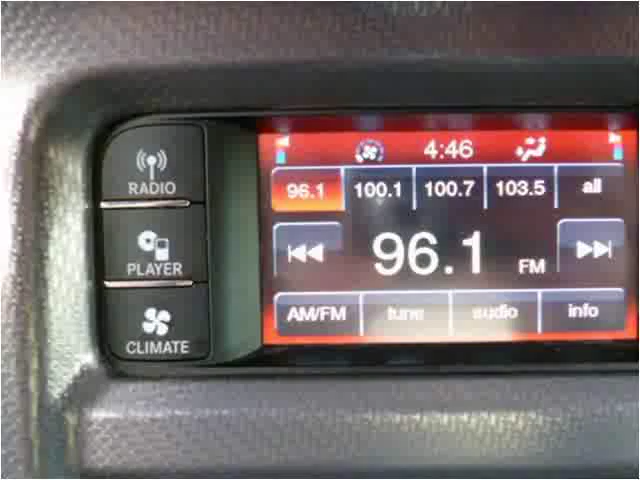 RADIO
PLAYER
CLIMATE
4:46
96.1 100.1 100.7 103.5 all
96.1 FM
AM/FM tune audio info